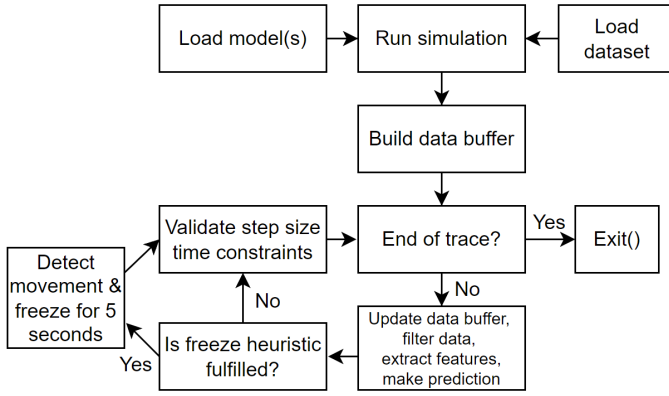 Load model(s)
Run simulation
Load
dataset
Build data buffer
Validate step size
time constraints
End of trace?
Yes
Exit()
Detect
movement &
freeze for 5
seconds
No
No
Yes
Is freeze heuristic
fulfilled?
Update data buffer,
filter data,
extract features,
make prediction